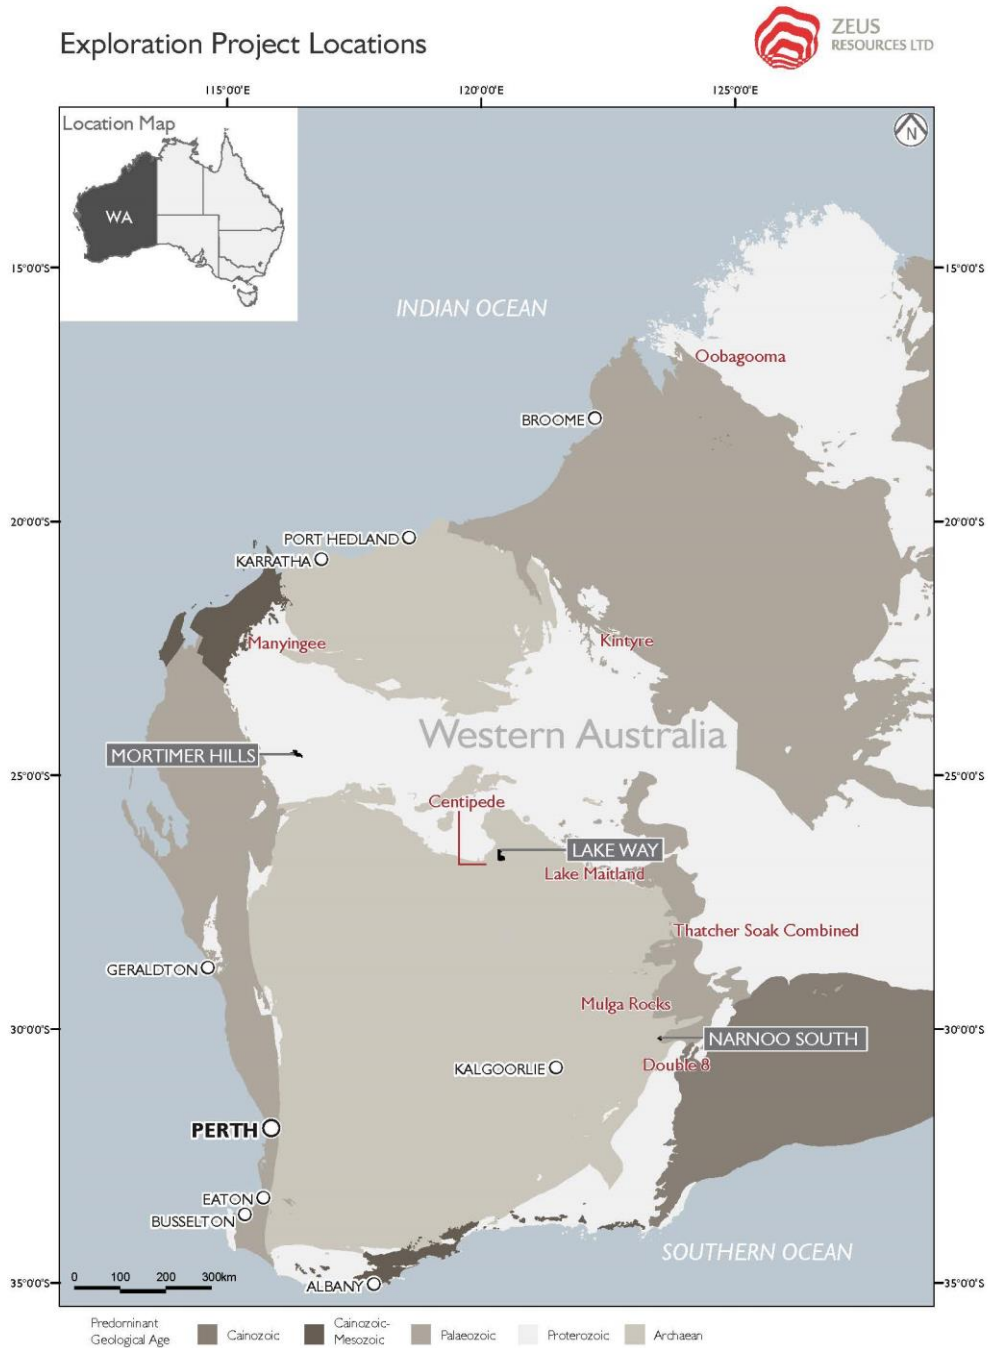 Exploration Project Locations
ZEUS
RESOURCES LTD
115°0'0"E
120°0'0"E
125°0'0"E
Location Map
WA
N
15°0'0"S
15°0'0"S
INDIAN OCEAN
Oobagooma
BROOME
20°0'0"S
20°0'0"S
PORT HEDLAND
KARRATHA
Manyingee
Kintyre
Western Australia
MORTIMER HILLS
25°0'0"S
25°0'0"S
Centipede
LAKE WAY
Lake Maitland
Thatcher Soak Combined
GERALDTON
Mulga Rocks
30°0'0"S
30°0'0"S
NARNOO SOUTH
Double 8
KALGOORLIE
PERTH
EATON
BUSSELTON
SOUTHERN OCEAN
0 100 200 300km
35°0'0"S
35°0'0"S
ALBANY
Predominant
Geological Age
Cainozoic
Cainozoic-
Mesozoic
Palaeozoic
Proterozoic
Archaean